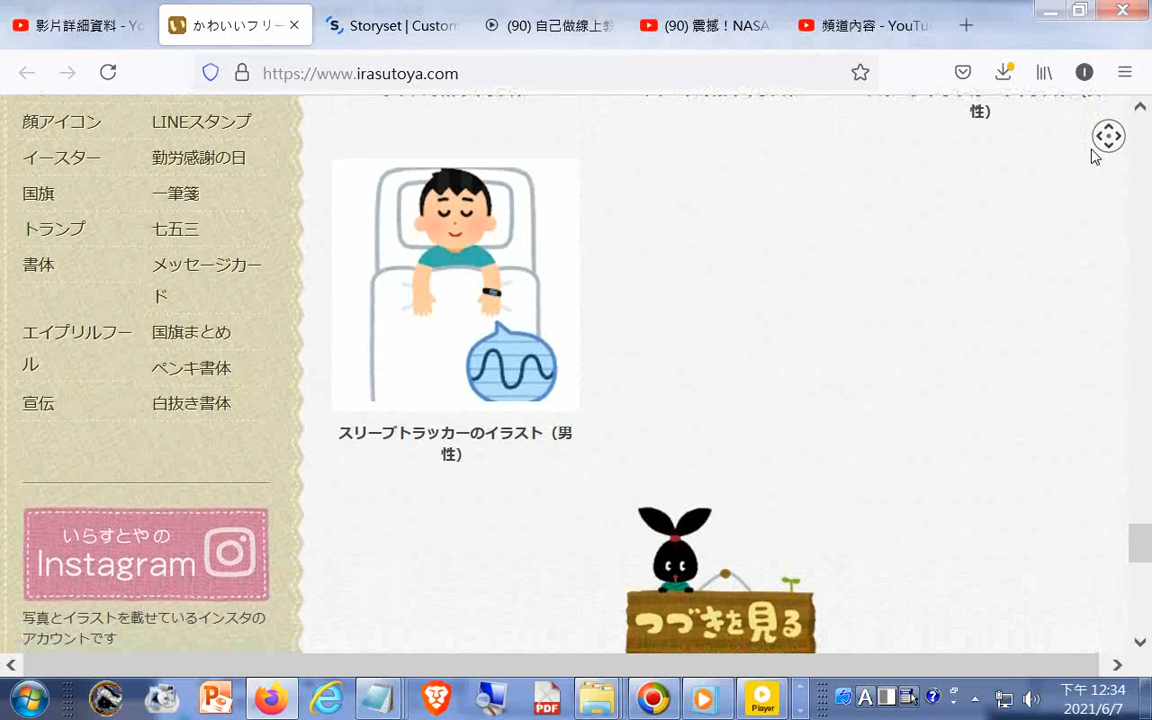 影片詳細資料 - Yo
かわいいフリー
Storyset | Custom
(90) 自己做線上教
(90) 震撼！NASA
頻道內容 - YouTu
https://www.irasutoya.com
顔アイコン
LINEスタンプ
性）
イースター
勤労感謝の日
国旗
一筆箋
トランプ
七五三
書体
メッセージカー
ド
エイプリルフー
ル
国旗まとめ
ペンキ書体
宣伝
白抜き書体
スリープトラッカーのイラスト（男
性）
いらすとやの
Instagram
写真とイラストを載せているインスタの
アカウントです
つづきを見る
PDF
Player
A
下午 12:34
2021/6/7